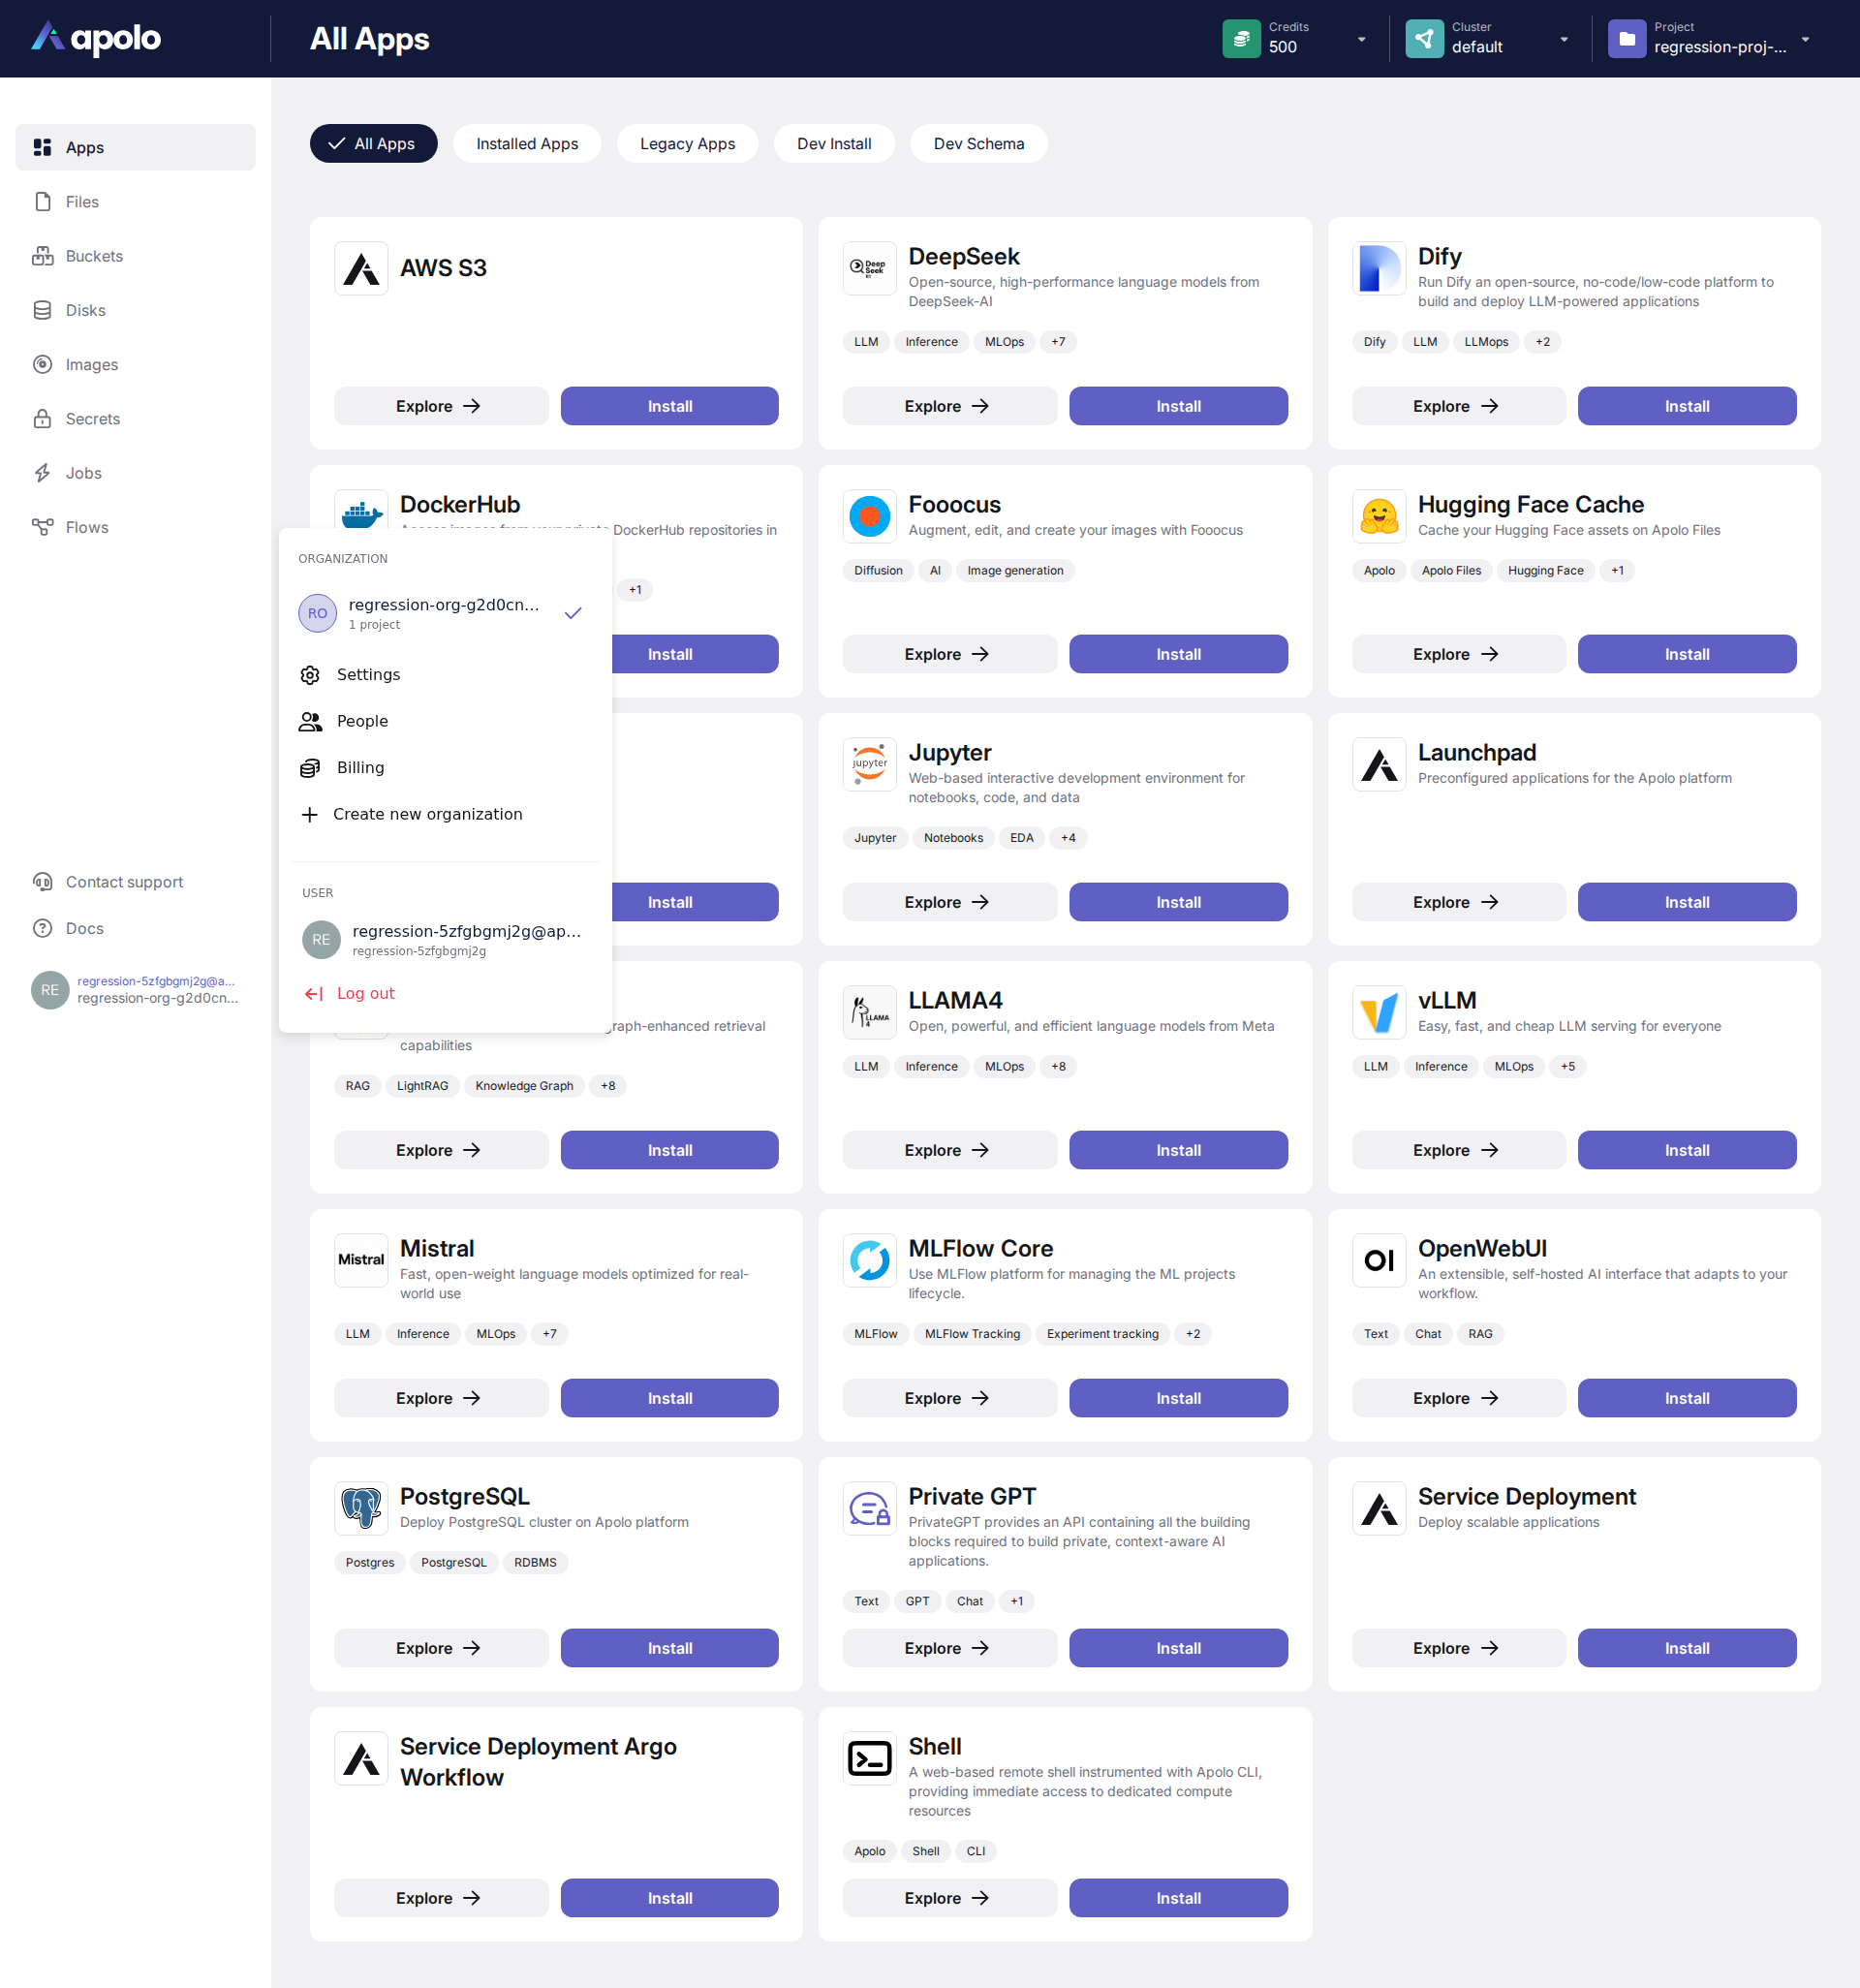 apolo
All Apps
Credits
500
Cluster
default
Project
regression-proj-...
Apps
Files
Buckets
Disks
Images
Secrets
Jobs
Flows
Contact support
Docs
RE
regression-5zfgbgmj2g@a...
regression-org-g2d0cn...
All Apps
Installed Apps
Legacy Apps
Dev Install
Dev Schema
AWS S3
Explore
Install
DeepSeek
Open-source, high-performance language models from
DeepSeek-AI
LLM
Inference
MLOps
+7
Explore
Install
Dify
Run Dify an open-source, no-code/low-code platform to
build and deploy LLM-powered applications
Dify
LLM
LLMops
+2
Explore
Install
DockerHub
DockerHub repositories in
+1
Install
Fooocus
Augment, edit, and create your images with Fooocus
Diffusion
AI
Image generation
Explore
Install
Hugging Face Cache
Cache your Hugging Face assets on Apolo Files
Apolo
Apolo Files
Hugging Face
+1
Explore
Install
ORGANIZATION
RO
regression-org-g2d0cn...
1 project
Settings
People
Billing
Create new organization
USER
RE
regression-5zfgbgmj2g@ap...
regression-5zfgbgmj2g
Log out
Install
jupyter
Jupyter
Web-based interactive development environment for
notebooks, code, and data
Jupyter
Notebooks
EDA
+4
Explore
Install
Launchpad
Preconfigured applications for the Apolo platform
Explore
Install
raph-enhanced retrieval
capabilities
RAG
LightRAG
Knowledge Graph
+8
Explore
Install
LLAMA
4
LLAMA4
Open, powerful, and efficient language models from Meta
LLM
Inference
MLOps
+8
Explore
Install
vLLM
Easy, fast, and cheap LLM serving for everyone
LLM
Inference
MLOps
+5
Explore
Install
Mistral
Mistral
Fast, open-weight language models optimized for real-
world use
LLM
Inference
MLOps
+7
Explore
Install
MLFlow Core
Use MLFlow platform for managing the ML projects
lifecycle.
MLFlow
MLFlow Tracking
Experiment tracking
+2
Explore
Install
OI
OpenWebUI
An extensible, self-hosted AI interface that adapts to your
workflow.
Text
Chat
RAG
Explore
Install
PostgreSQL
Deploy PostgreSQL cluster on Apolo platform
Postgres
PostgreSQL
RDBMS
Explore
Install
Private GPT
PrivateGPT provides an API containing all the building
blocks required to build private, context-aware AI
applications.
Text
GPT
Chat
+1
Explore
Install
Service Deployment
Deploy scalable applications
Explore
Install
Service Deployment Argo
Workflow
Explore
Install
Shell
A web-based remote shell instrumented with Apolo CLI,
providing immediate access to dedicated compute
resources
Apolo
Shell
CLI
Explore
Install